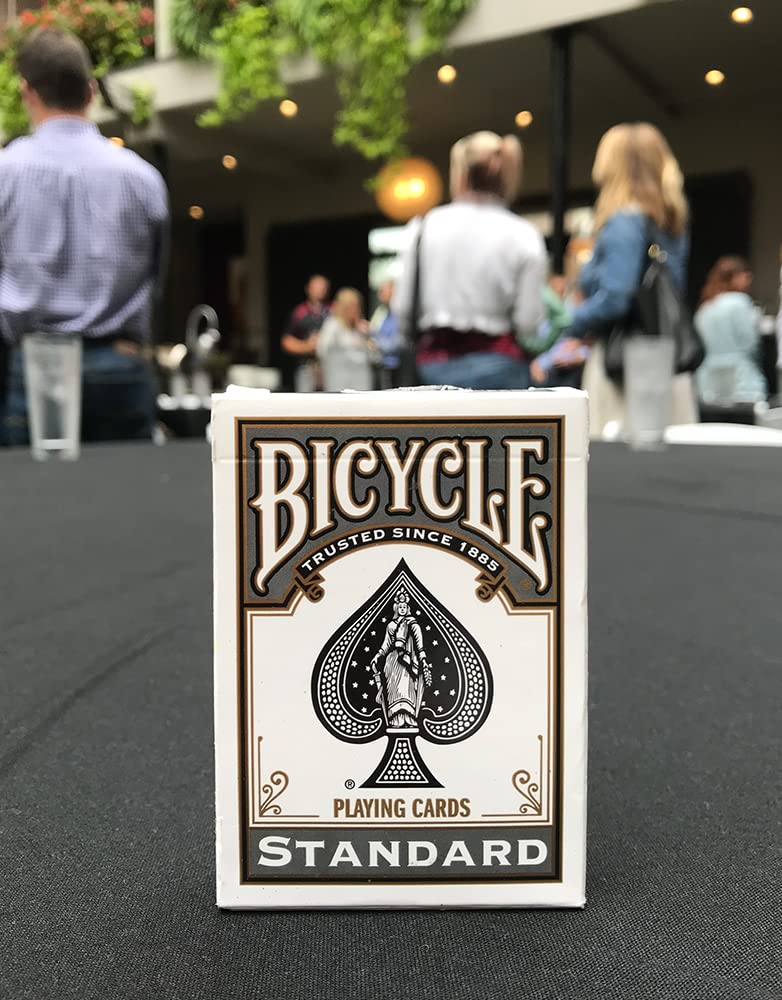 BICYCLE
TRUSTED SINCE 1885
®
®
PLAYING CARDS
STANDARD